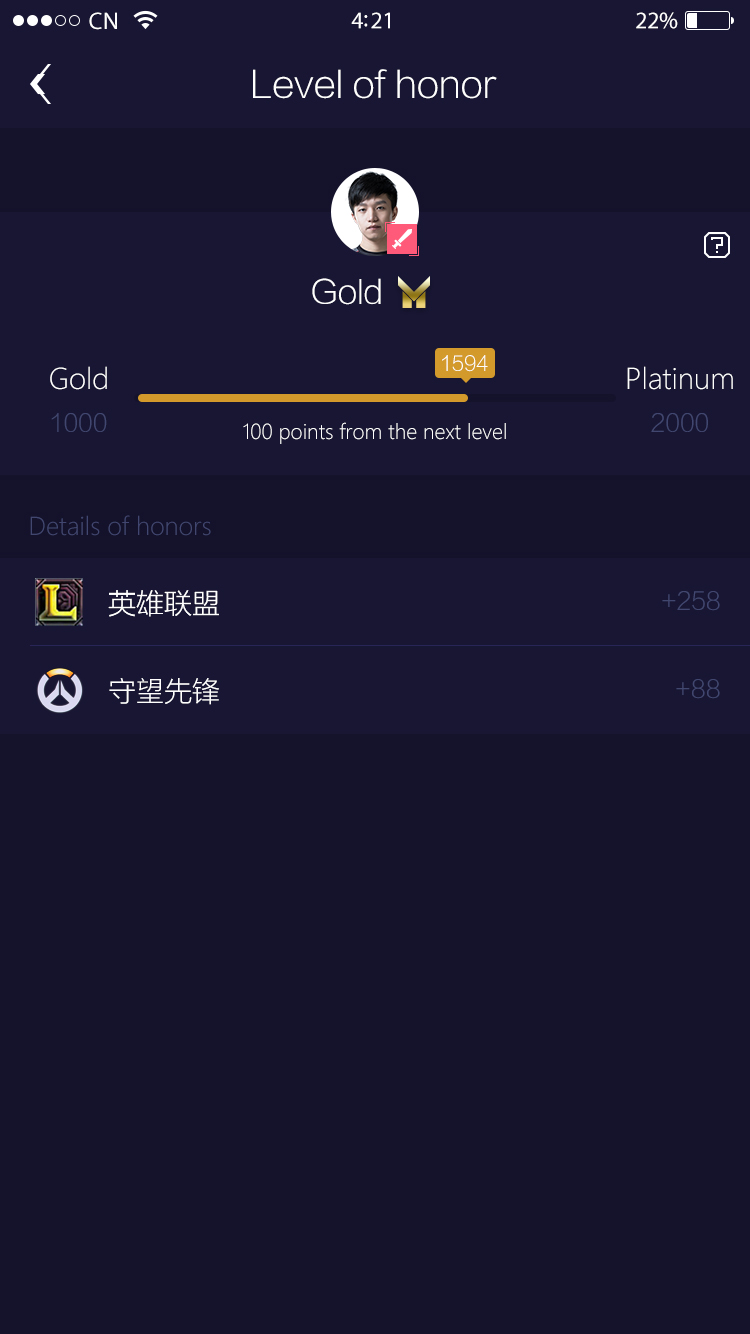 CN 4:21 22%
Level of honor
Gold
1594
Gold Platinum
1000 2000
100 points from the next level
Details of honors
英雄联盟 +258
守望先锋 +88